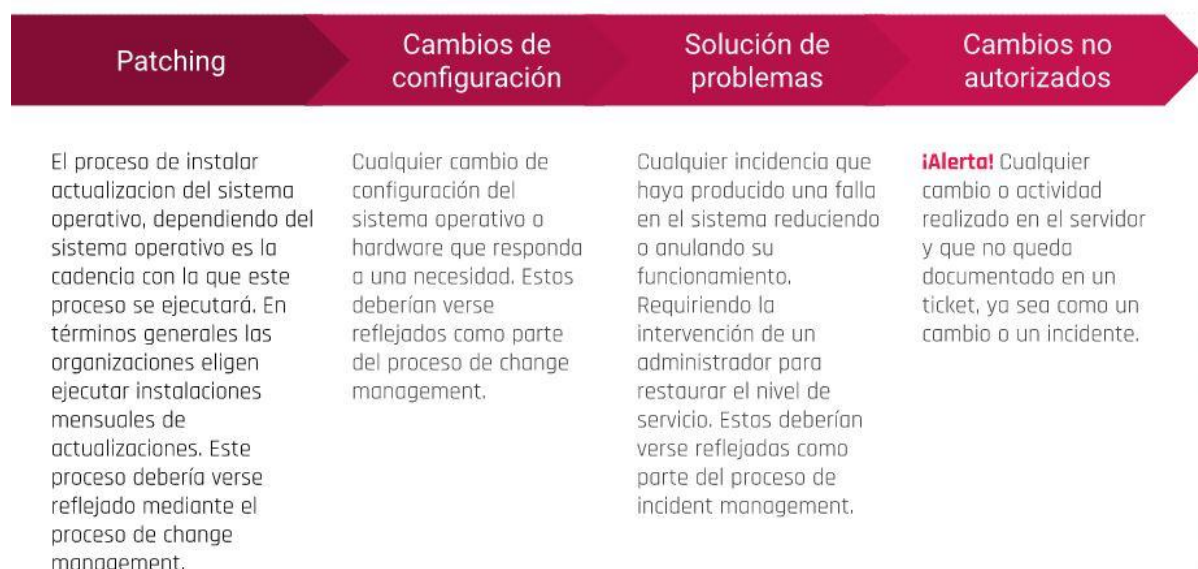 Patching
Cambios de
configuración
Solución de
problemas
Cambios no
autorizados
El proceso de instalar
actualizacion del sistema
operativo, dependiendo del
sistema operativo es la
cadencia con la que este
proceso se ejecutará. En
términos generales las
organizaciones eligen
ejecutar instalaciones
mensuales de
actualizaciones. Este
proceso debería verse
reflejado mediante el
proceso de change
management.
Cualquier cambio de
configuración del
sistema operativo o
hardware que responda
a una necesidad. Estos
deberían verse
reflejados como parte
del proceso de change
management.
Cualquier incidencia que
haya producido una falla
en el sistema reduciendo
o anulando su
funcionamiento.
Requiriendo la
intervención de un
administrador para
restaurar el nivel de
servicio. Estas deberían
verse reflejadas como
parte del proceso de
incident management.
¡Alerta! Cualquier
cambio o actividad
realizado en el servidor
y que no queda
documentado en un
ticket, ya sea como un
cambio o un incidente.